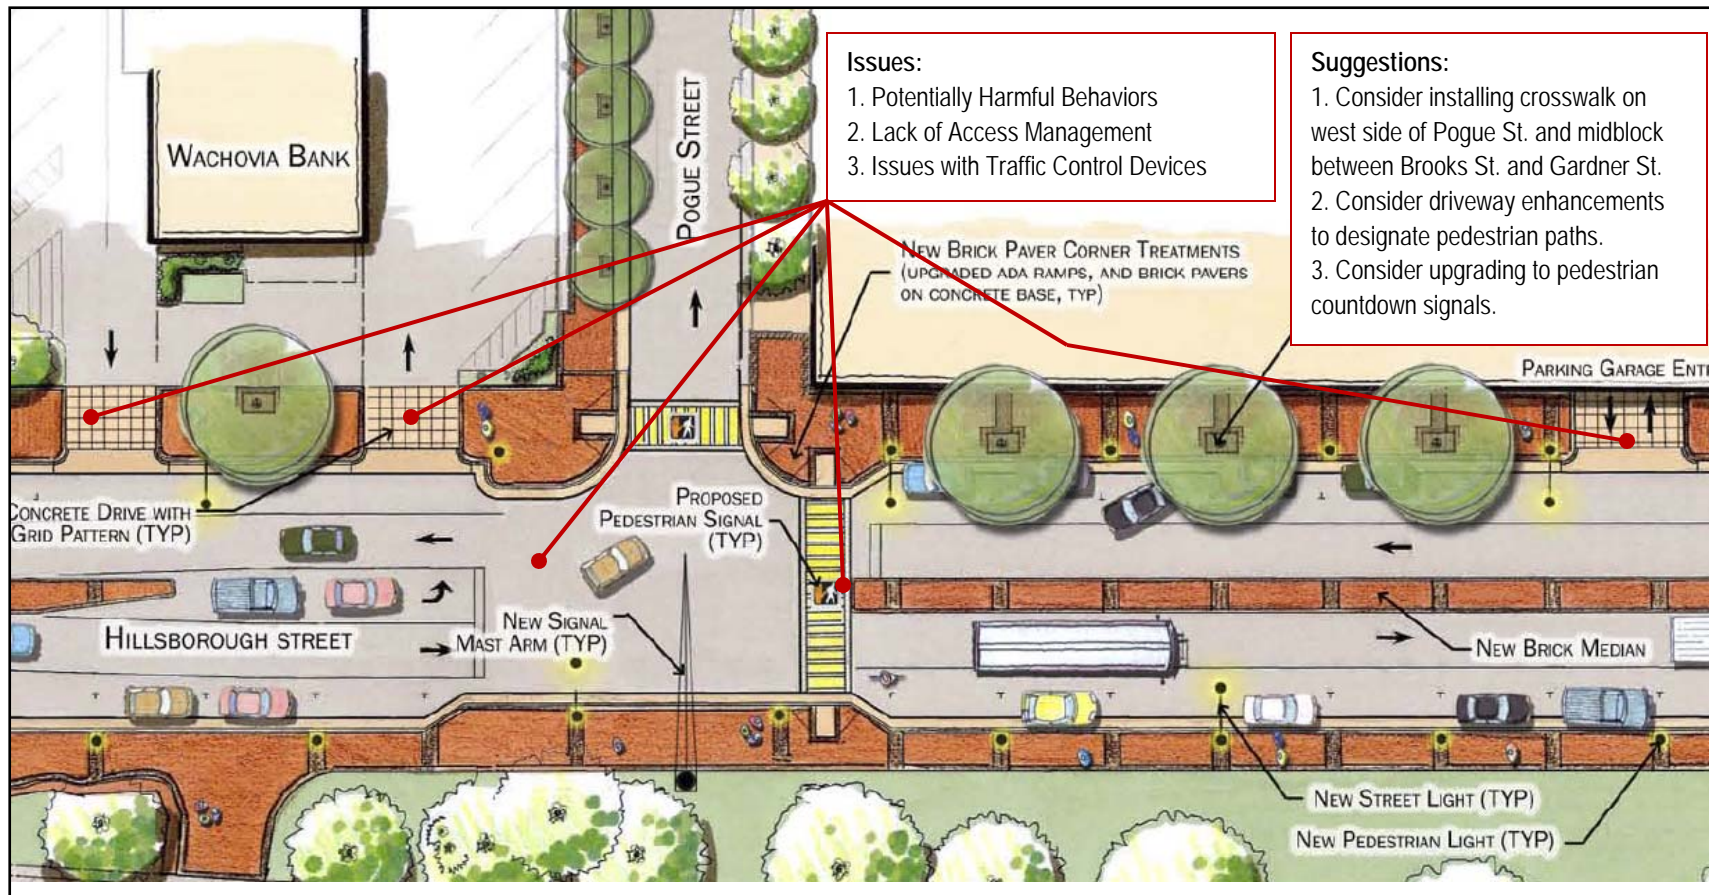 Issues:
1. Potentially Harmful Behaviors
2. Lack of Access Management
3. Issues with Traffic Control Devices
Suggestions:
1. Consider installing crosswalk on
west side of Pogue St. and midblock
between Brooks St. and Gardner St.
2. Consider driveway enhancements
to designate pedestrian paths.
3. Consider upgrading to pedestrian
countdown signals.
WACHOVIA BANK
POGUE STREET
NEW BRICK PAVER CORNER TREATMENTS
(UPGRADED ADA RAMPS, AND BRICK PAVERS
ON CONCRETE BASE, TYP)
PARKING GARAGE ENTR
CONCRETE DRIVE WITH
GRID PATTERN (TYP)
PROPOSED
PEDESTRIAN SIGNAL
(TYP)
NEW SIGNAL
MAST ARM (TYP)
HILLSBOROUGH STREET
NEW BRICK MEDIAN
NEW STREET LIGHT (TYP)
NEW PEDESTRIAN LIGHT (TYP)